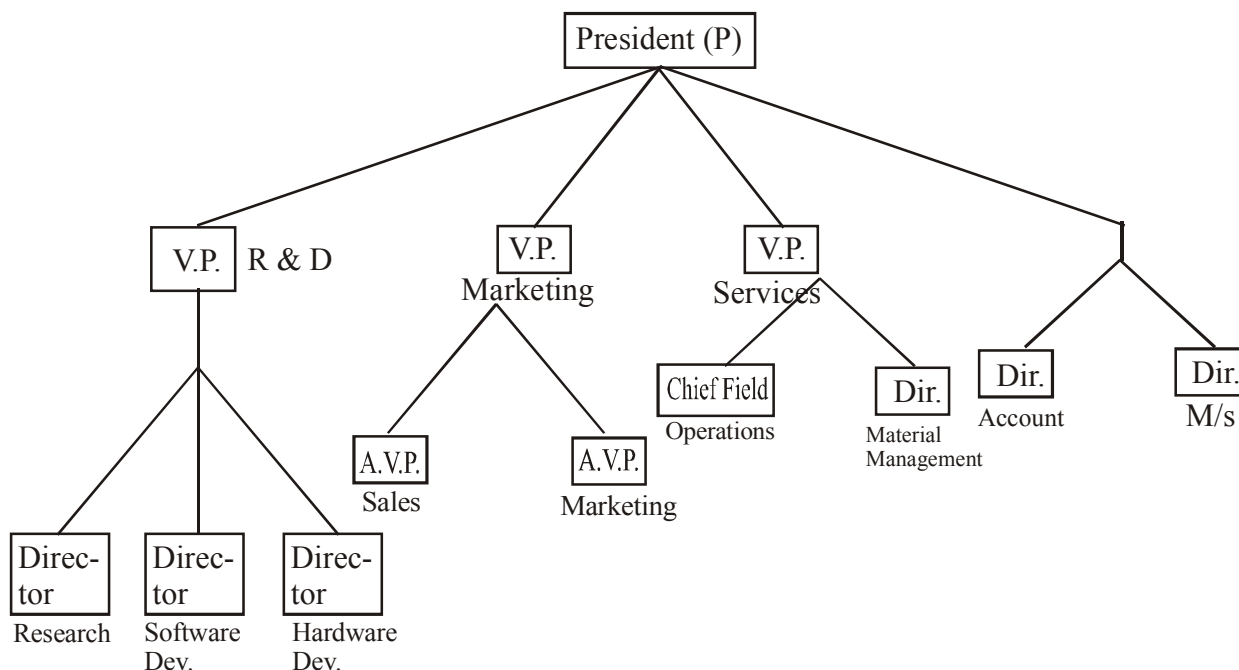 President (P)
V.P. R & D
V.P.
Marketing
V.P.
Services
Chief Field
Operations
Dir.
Material
Management
Dir.
Account
Dir.
M/s
A.V.P.
Sales
A.V.P.
Marketing
Direc-
tor
Research
Direc-
tor
Software
Dev.
Direc-
tor
Hardware
Dev.